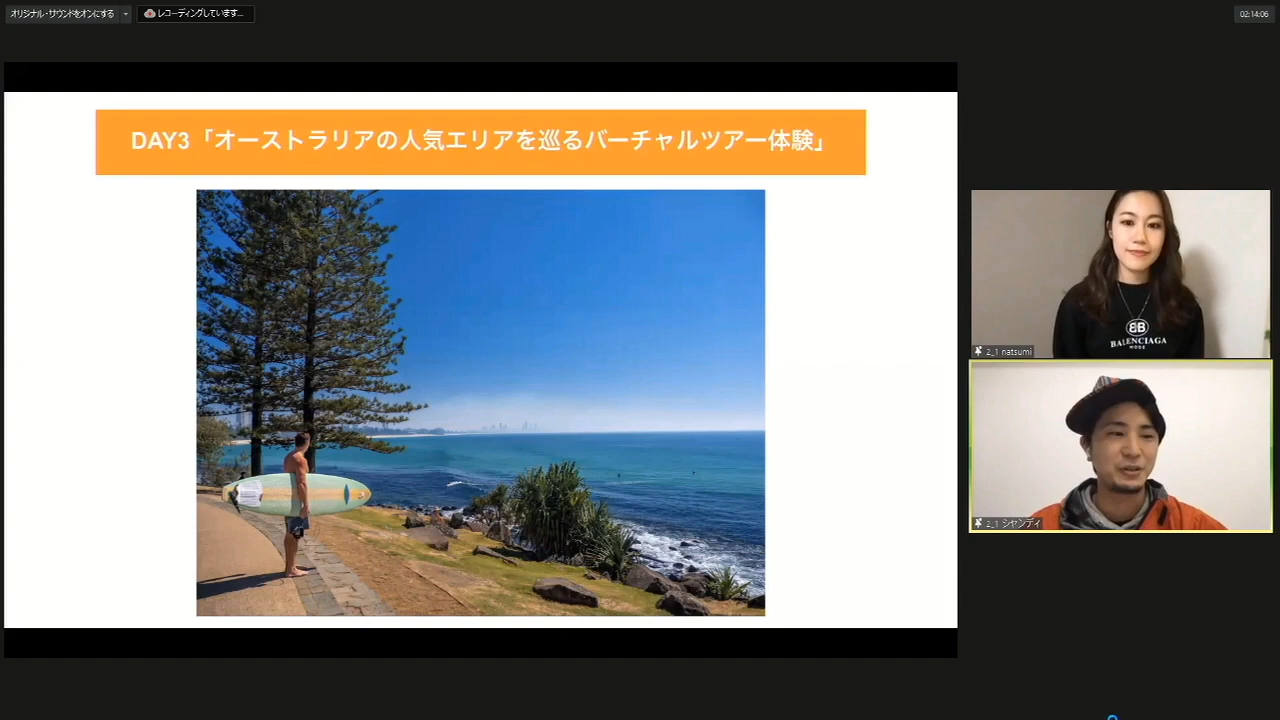 オリジナル・サウンドをオンにする
レコーディングしています...
02:14:06
DAY3「オーストラリアの人気エリアを巡るバーチャルツアー体験」
BALENCIAGA
2_1 natsumi
2_1 シャンディ